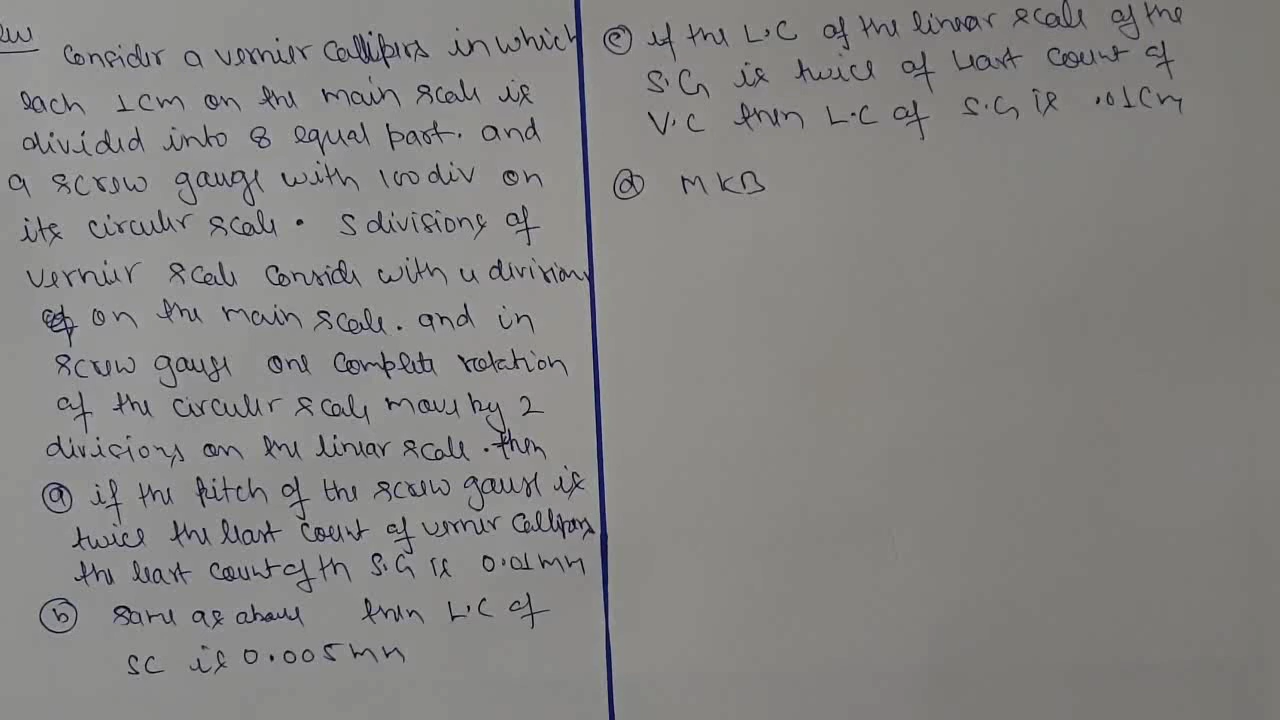 Consider a vernier Callipers in which
each 1cm on the main scale is
divided into 8 equal part. and
a screw gauge with 100 div on
its circular scale. 5 divisions of
vernier scale conside with 4 divisions
on the main scale. and in
screw gauge one complete rotation
of the circular scale move by 2
divisions on the linear scale. then
(a) if the pitch of the screw gause is
twice the least count of verner callipers
the least count of th S.G is 0.01mm
(b) same as above then L.C of
SC is 0.005mm
(c) if the L.C of the linear scale of the
S.G is twice of least count of
V.C then L.C of S.G is .01cm
(d) MKB